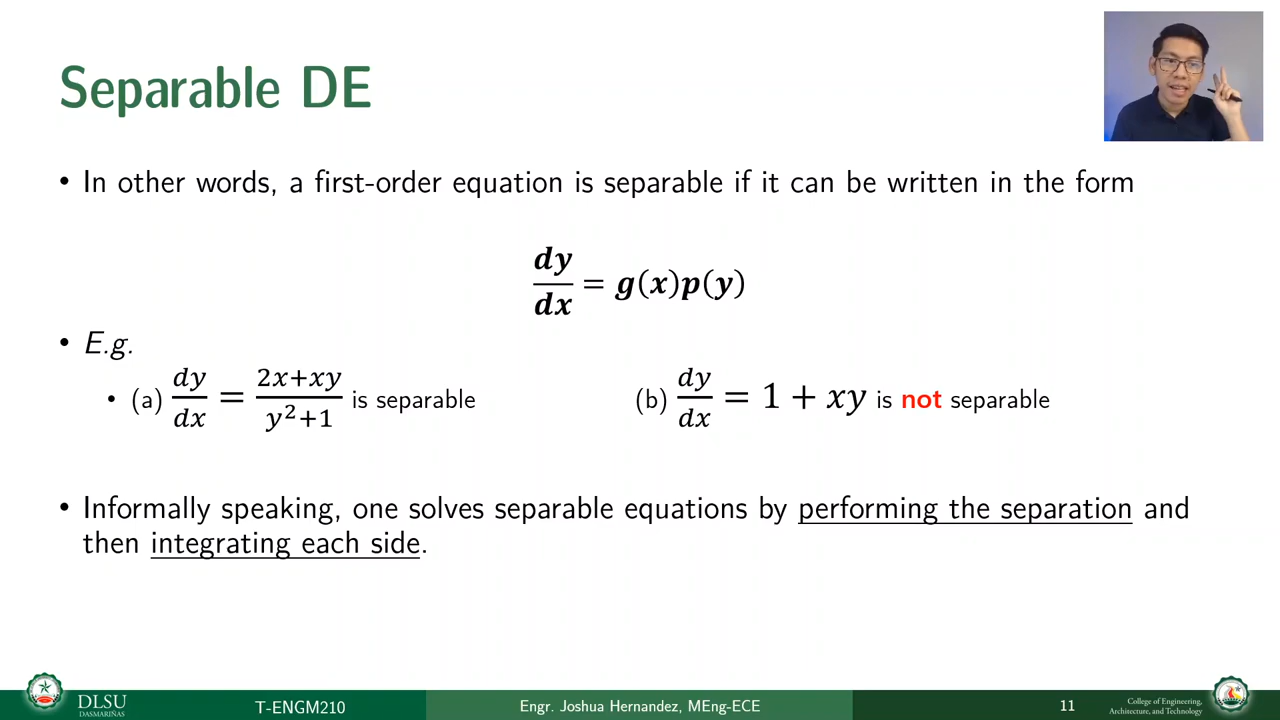 Separable DE
• In other words, a first-order equation is separable if it can be written in the form
dy/dx = g(x)p(y)
• E.g.
• (a) dy/dx = (2x+xy)/(y²+1) is separable
(b) dy/dx = 1 + xy is not separable
• Informally speaking, one solves separable equations by performing the separation and
then integrating each side.
DLSU
DASMARIÑAS
T-ENGM210
Engr. Joshua Hernandez, MEng-ECE
11
College of Engineering,
Architecture, and Technology